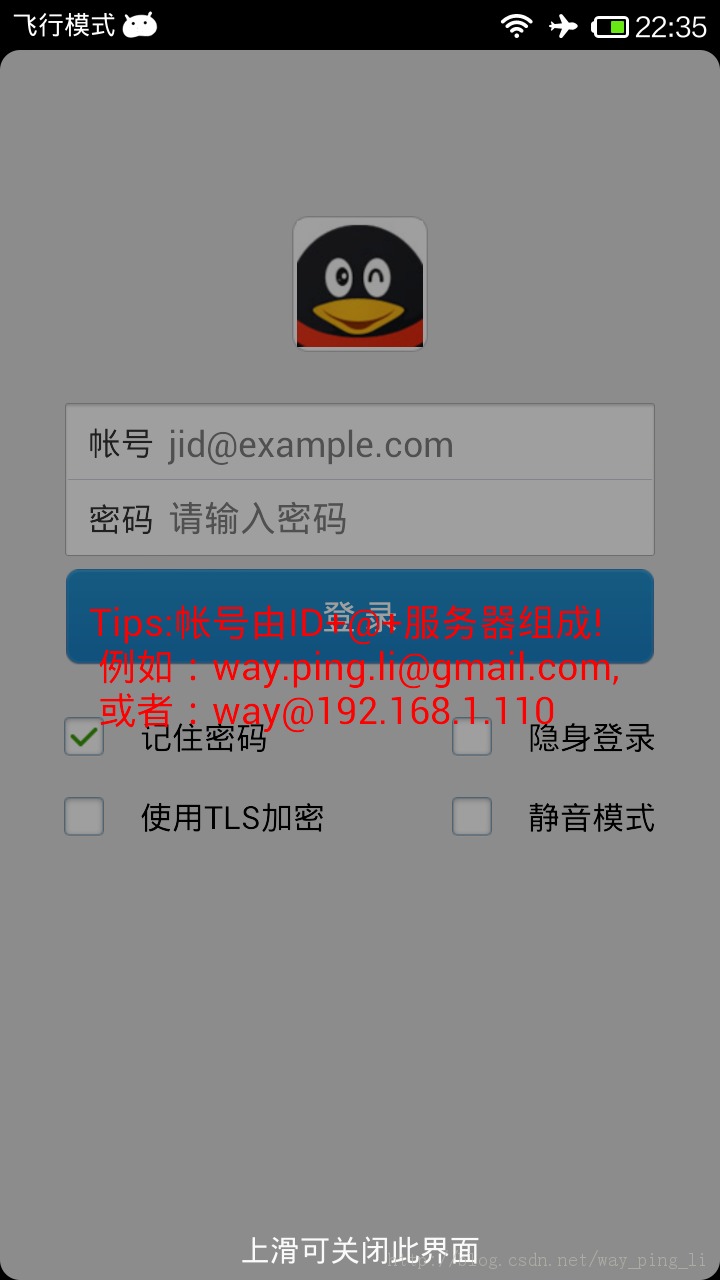 飞行模式
22:35
帐号 jid@example.com
密码 请输入密码
登录
Tips:帐号由ID+@+服务器组成!
例如：way.ping.li@gmail.com,
或者：way@192.168.1.110
记住密码
隐身登录
使用TLS加密
静音模式
上滑可关闭此界面
http://blog.csdn.net/way_ping_li